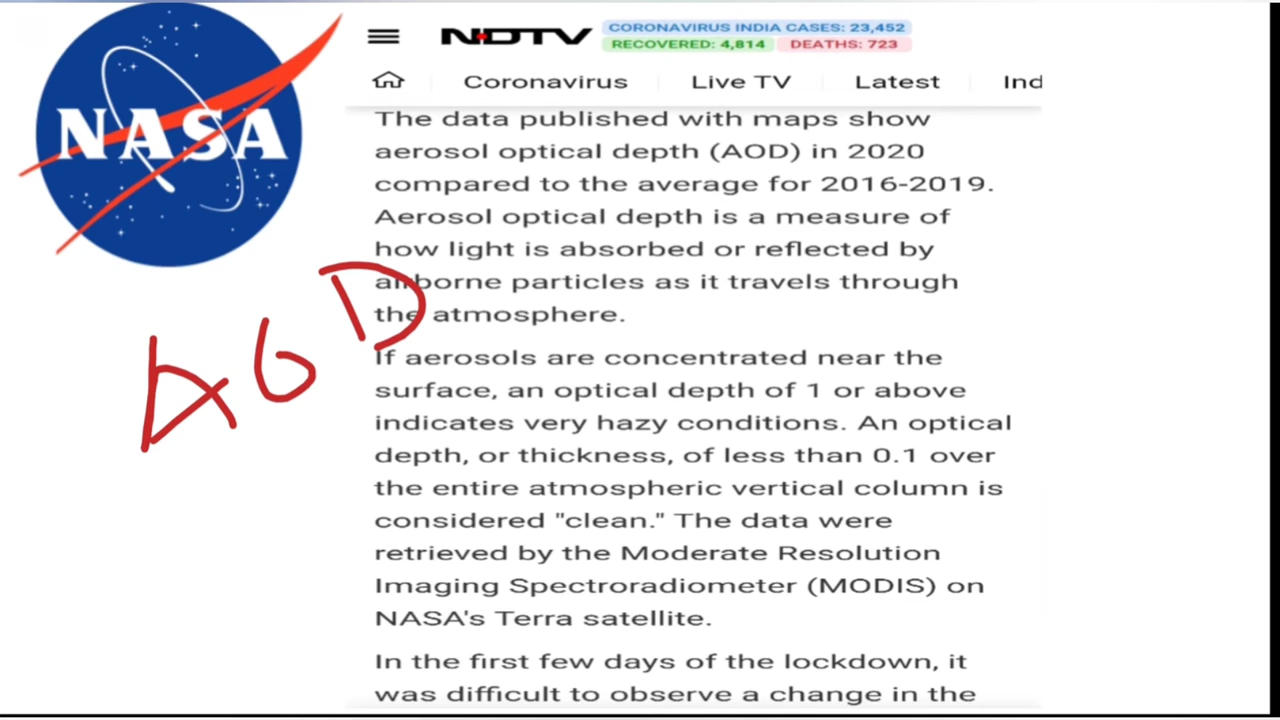 NASA
NDTV
CORONAVIRUS INDIA CASES: 23,452
RECOVERED: 4,814 DEATHS: 723
Coronavirus Live TV Latest Ind
The data published with maps show
aerosol optical depth (AOD) in 2020
compared to the average for 2016-2019.
Aerosol optical depth is a measure of
how light is absorbed or reflected by
airborne particles as it travels through
the atmosphere.
AOD
If aerosols are concentrated near the
surface, an optical depth of 1 or above
indicates very hazy conditions. An optical
depth, or thickness, of less than 0.1 over
the entire atmospheric vertical column is
considered "clean." The data were
retrieved by the Moderate Resolution
Imaging Spectroradiometer (MODIS) on
NASA's Terra satellite.
In the first few days of the lockdown, it
was difficult to observe a change in the